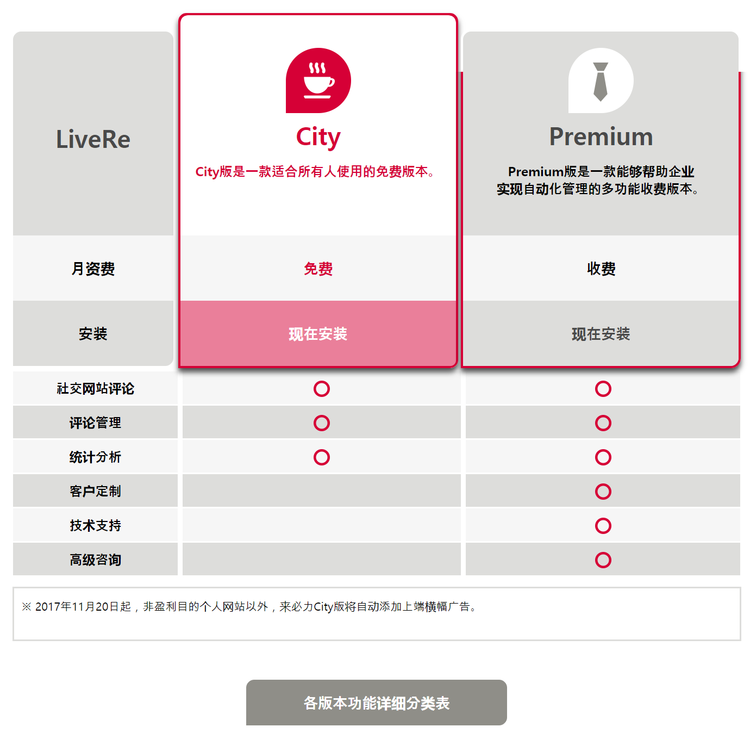 LiveRe
City
City版是一款适合所有人使用的免费版本。
Premium
Premium版是一款能够帮助企业
实现自动化管理的多功能收费版本。
月资费
免费
收费
安装
现在安装
现在安装
社交网站评论
评论管理
统计分析
客户定制
技术支持
高级咨询
※ 2017年11月20日起，非盈利目的个人网站以外，来必力City版将自动添加上端横幅广告。
各版本功能详细分类表